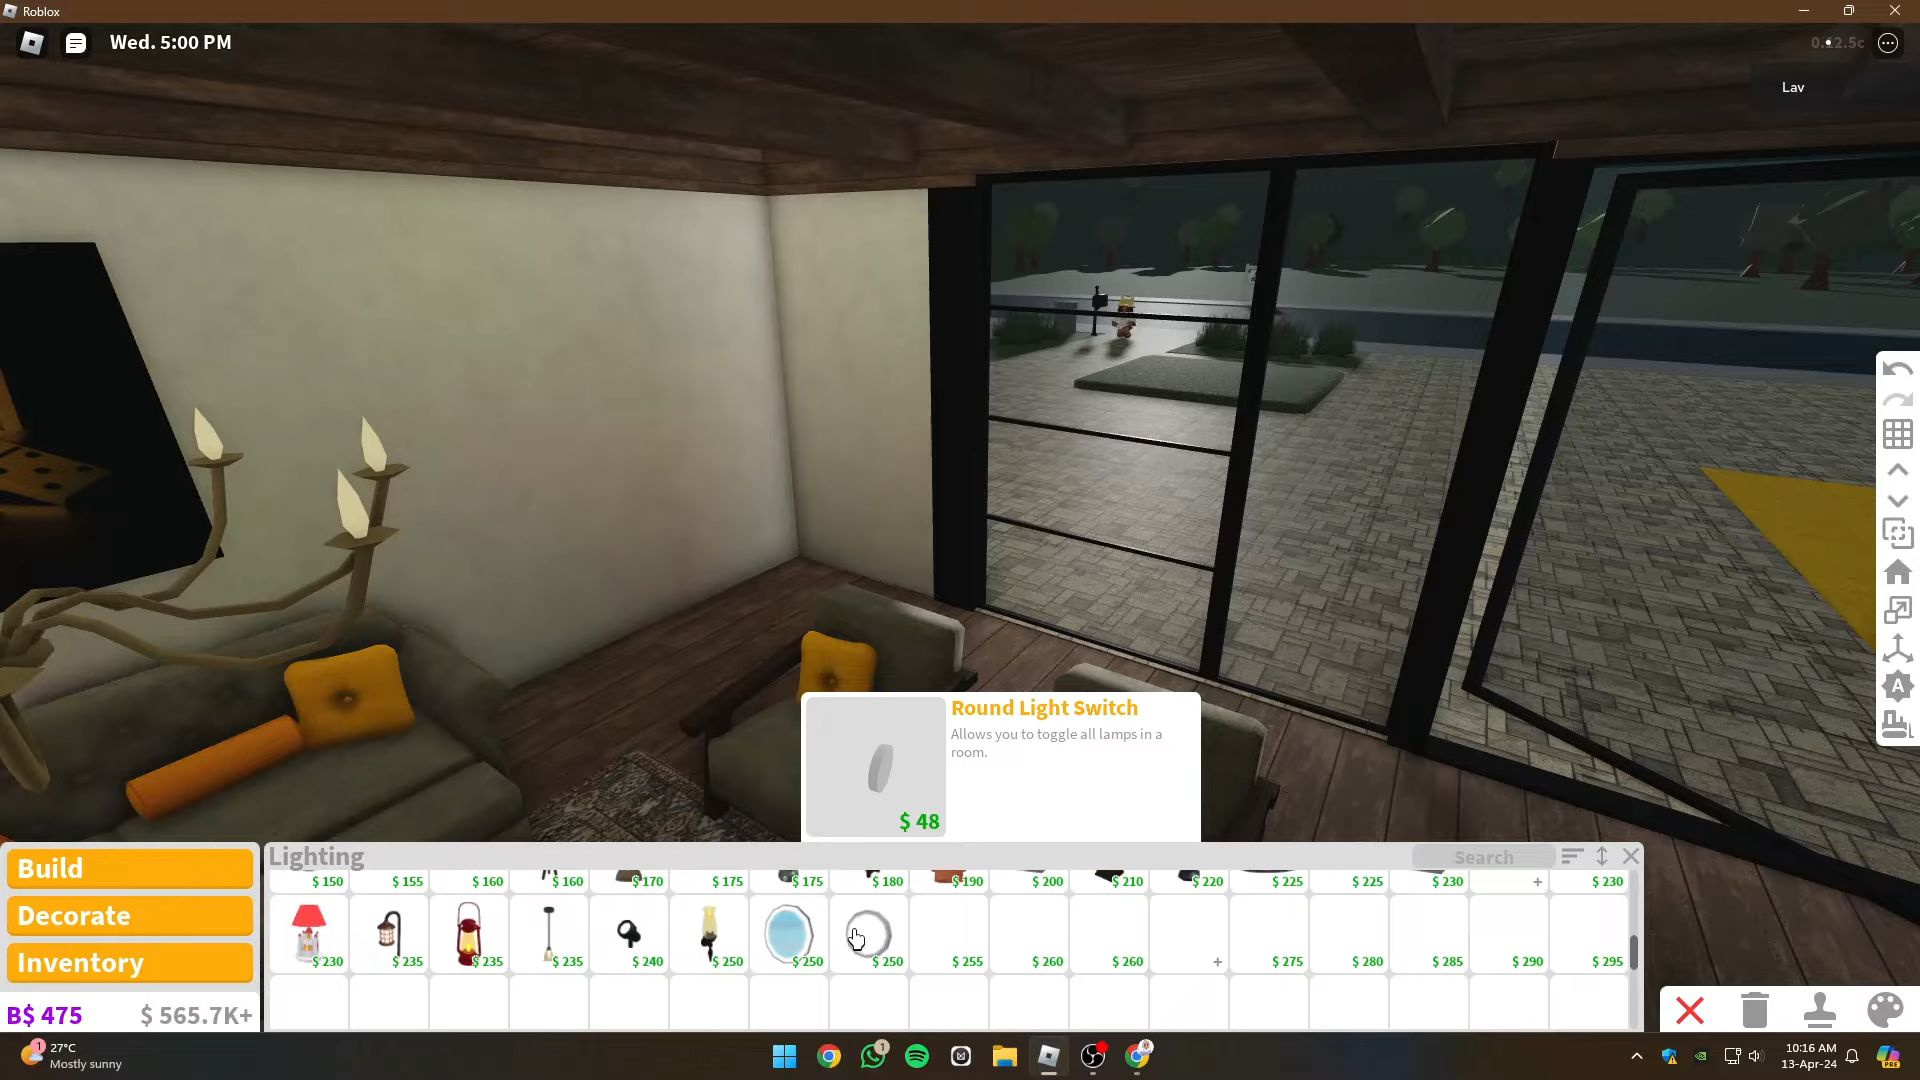 Roblox
Wed. 5:00 PM
Lav
Round Light Switch
Allows you to toggle all lamps in a
room.
$ 48
Build
Decorate
Inventory
B$ 475 $ 565.7K+
Lighting
Search
$ 150 $ 155 $ 160 $ 160 $ 170 $ 175 $ 175 $ 180 $ 190 $ 200 $ 210 $ 220 $ 225 $ 225 $ 230 + $ 230
$ 230 $ 235 $ 235 $ 235 $ 240 $ 250 $ 250 $ 250 $ 255 $ 260 $ 260 + $ 275 $ 280 $ 285 $ 290 $ 295
A
1
27°C
Mostly sunny
1
10:16 AM
13-Apr-24
PRE